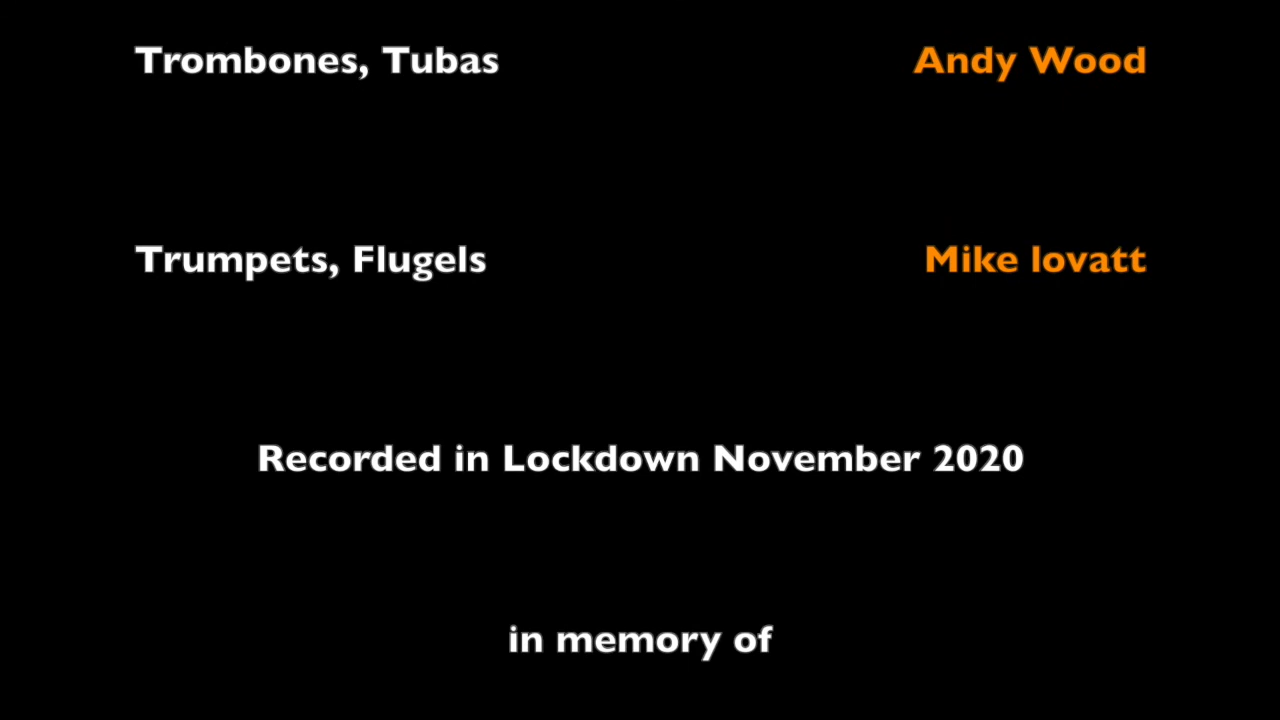 Trombones, Tubas Andy Wood
Trumpets, Flugels Mike lovatt
Recorded in Lockdown November 2020
in memory of